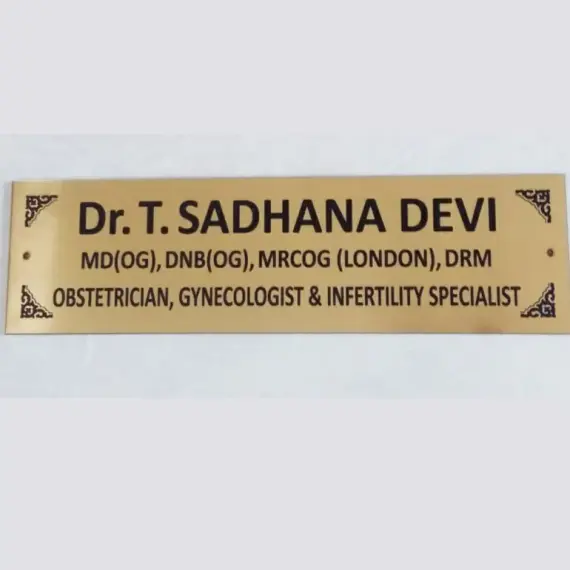 Dr. T. SADHANA DEVI
MD(OG), DNB(OG), MRCOG (LONDON), DRM
OBSTETRICIAN, GYNECOLOGIST & INFERTILITY SPECIALIST